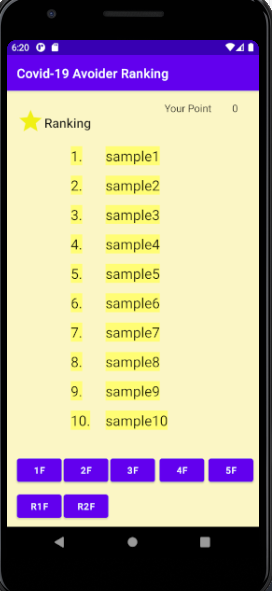 6:20
Covid-19 Avoider Ranking
Your Point 0
Ranking
1. sample1
2. sample2
3. sample3
4. sample4
5. sample5
6. sample6
7. sample7
8. sample8
9. sample9
10. sample10
1F 2F 3F 4F 5F
R1F R2F